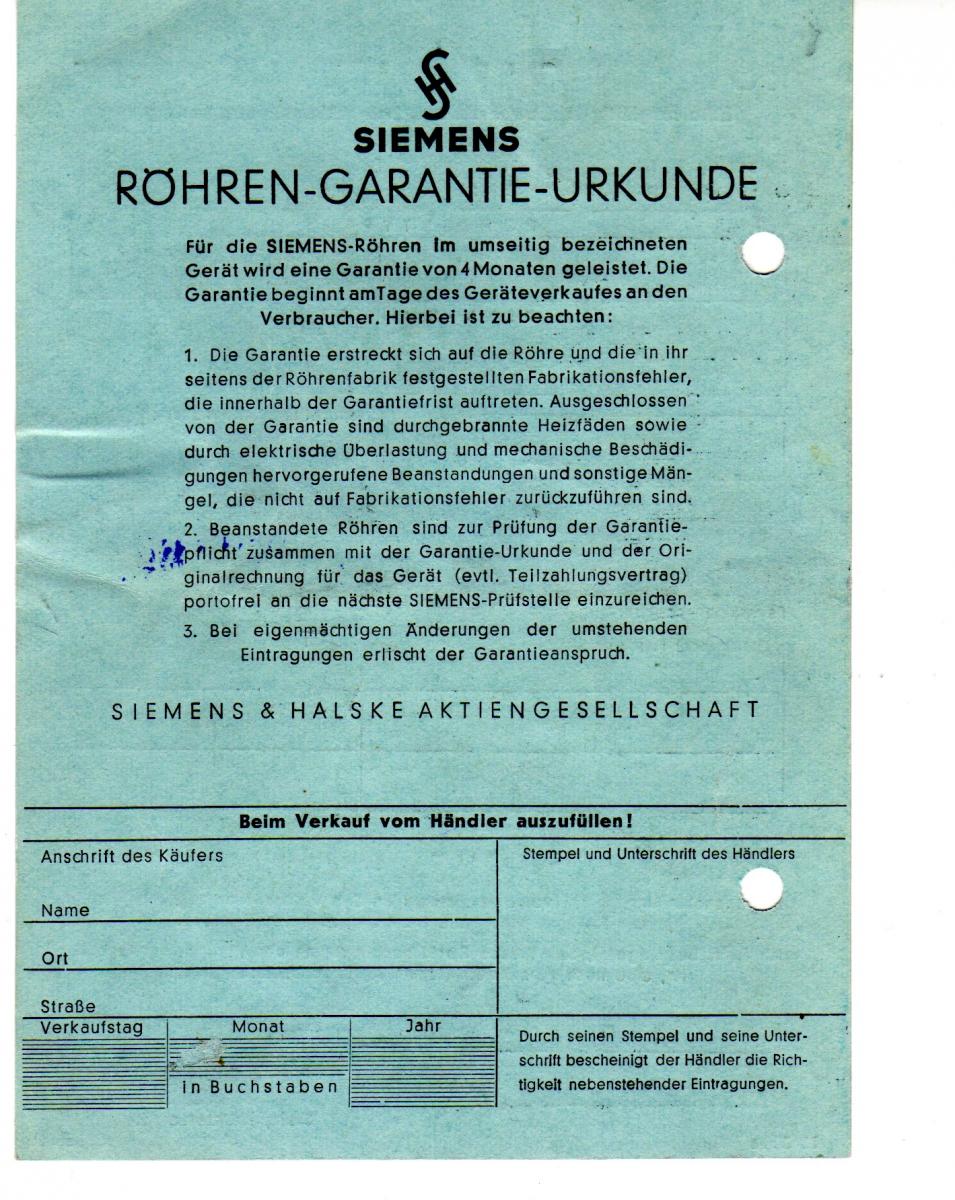 SIEMENS
RÖHREN-GARANTIE-URKUNDE
Für die SIEMENS-Röhren im umseitig bezeichneten
Gerät wird eine Garantie von 4 Monaten geleistet. Die
Garantie beginnt am Tage des Geräteverkaufes an den
Verbraucher. Hierbei ist zu beachten:
1. Die Garantie erstreckt sich auf die Röhre und die in ihr
seitens der Röhrenfabrik festgestellten Fabrikationsfehler,
die innerhalb der Garantiefrist auftreten. Ausgeschlossen
von der Garantie sind durchgebrannte Heizfäden sowie
durch elektrische Überlastung und mechanische Beschädi-
gungen hervorgerufene Beanstandungen und sonstige Män-
gel, die nicht auf Fabrikationsfehler zurückzuführen sind.
2. Beanstandete Röhren sind zur Prüfung der Garantie-
pflicht zusammen mit der Garantie-Urkunde und der Ori-
ginalrechnung für das Gerät (evtl. Teilzahlungsvertrag)
portofrei an die nächste SIEMENS-Prüfstelle einzureichen.
3. Bei eigenmächtigen Änderungen der umstehenden
Eintragungen erlischt der Garantieanspruch.
SIEMENS & HALSKE AKTIENGESELLSCHAFT
Beim Verkauf vom Händler auszufüllen!
Anschrift des Käufers
Name
Ort
Straße
Stempel und Unterschrift des Händlers
Verkaufstag Monat Jahr
in Buchstaben
Durch seinen Stempel und seine Unter-
schrift bescheinigt der Händler die Rich-
tigkeit nebenstehender Eintragungen.